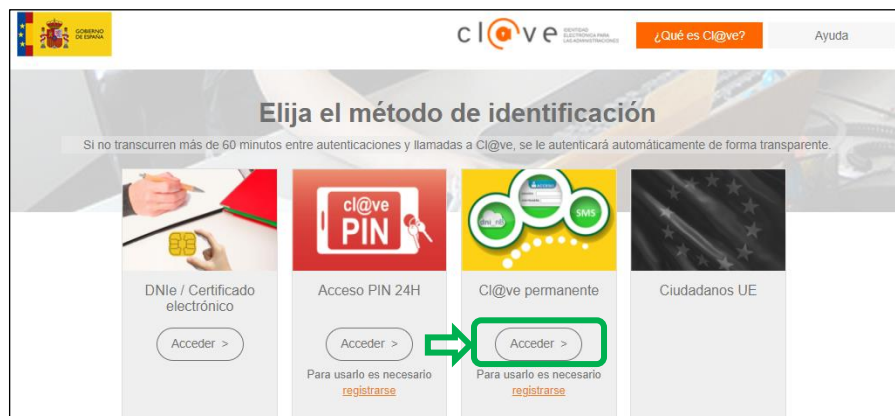 GOBIERNO
DE ESPAÑA
cl@ve
IDENTIDAD
ELECTRÓNICA PARA
LAS ADMINISTRACIONES
¿Qué es Cl@ve?
Ayuda
Elija el método de identificación
Si no transcurren más de 60 minutos entre autenticaciones y llamadas a Cl@ve, se le autenticará automáticamente de forma transparente.
cl@ve
PIN
SMS
DNIe / Certificado
electrónico
Acceso PIN 24H
Cl@ve permanente
Ciudadanos UE
Acceder >
Acceder >
Acceder >
Para usarlo es necesario
registrarse
Para usarlo es necesario
registrarse